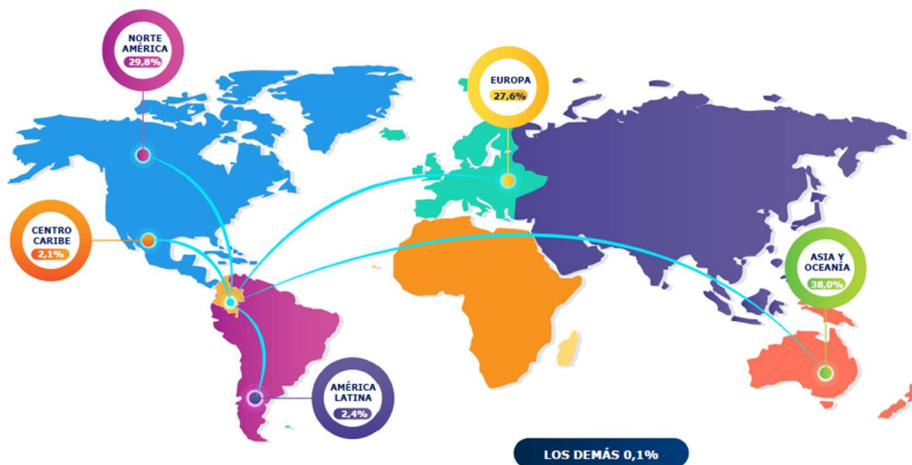 NORTE
AMÉRICA
29,8%
EUROPA
27,6%
CENTRO
CARIBE
2,1%
ASIA Y
OCEANÍA
38,0%
AMÉRICA
LATINA
2,4%
LOS DEMÁS 0,1%